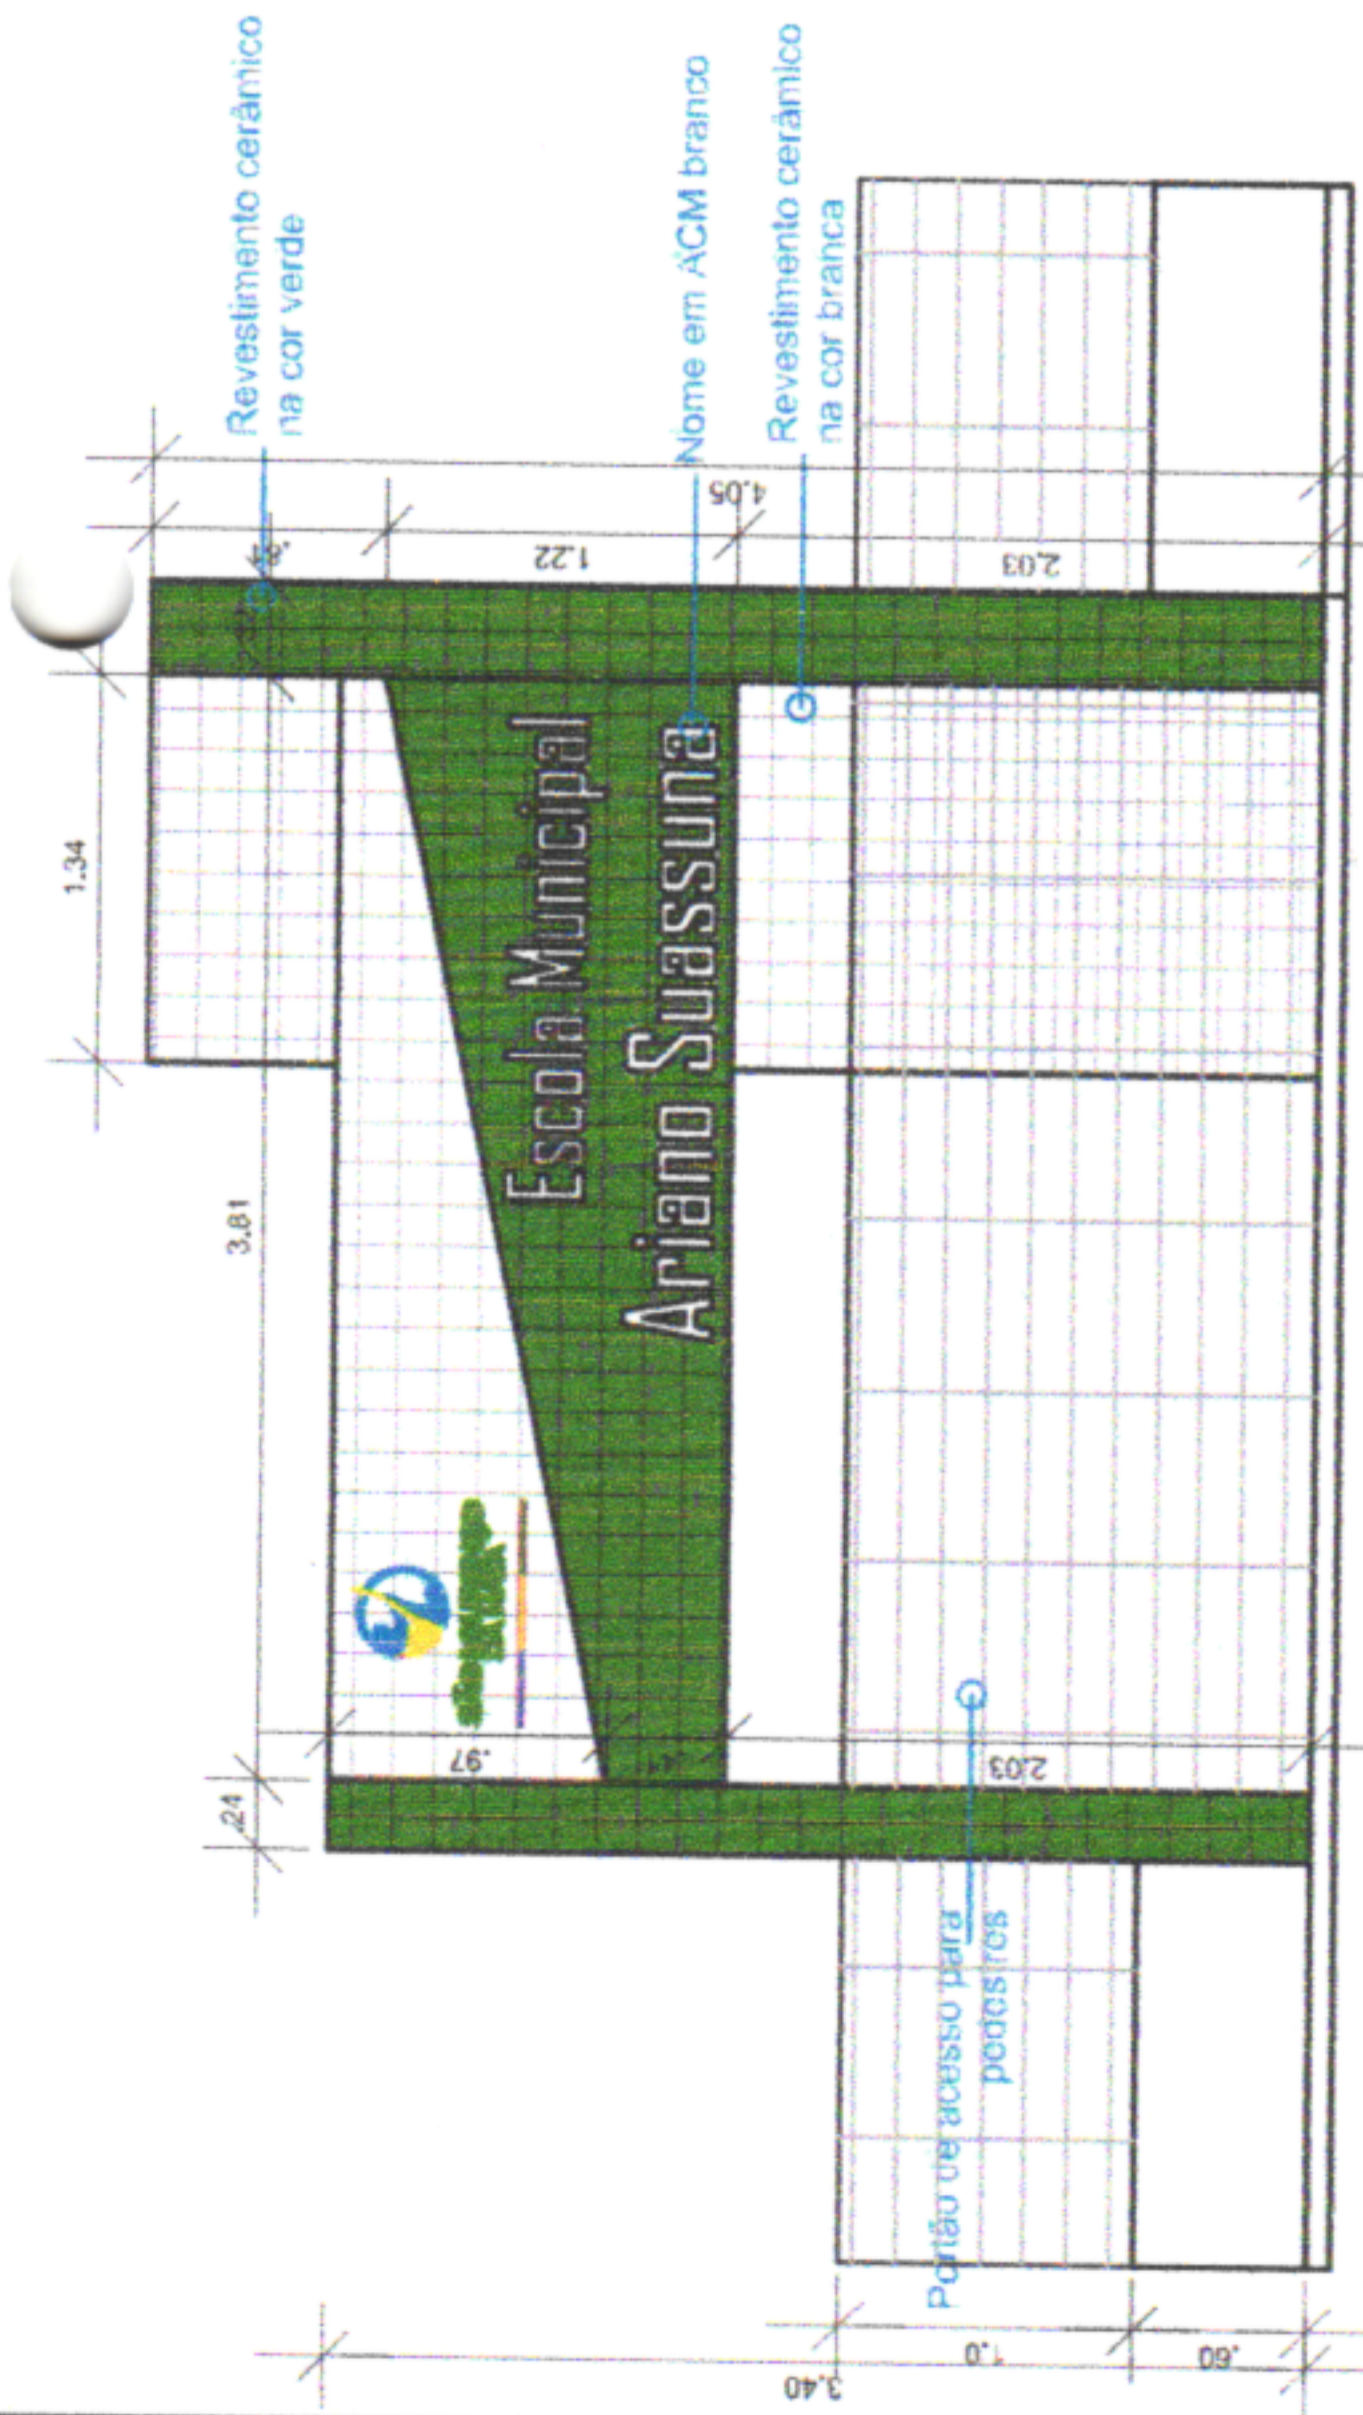 Revestimento cerâmico
na cor verde
Nome em ACM branco
Revestimento cerâmico
na cor branca
Escola Municipal
Ariano Suassuna
Portão de acesso para
pedestres
1.34
3.81
.24
.81
1.22
4.05
2.03
.97
.41
2.03
3.40
1.0
.60